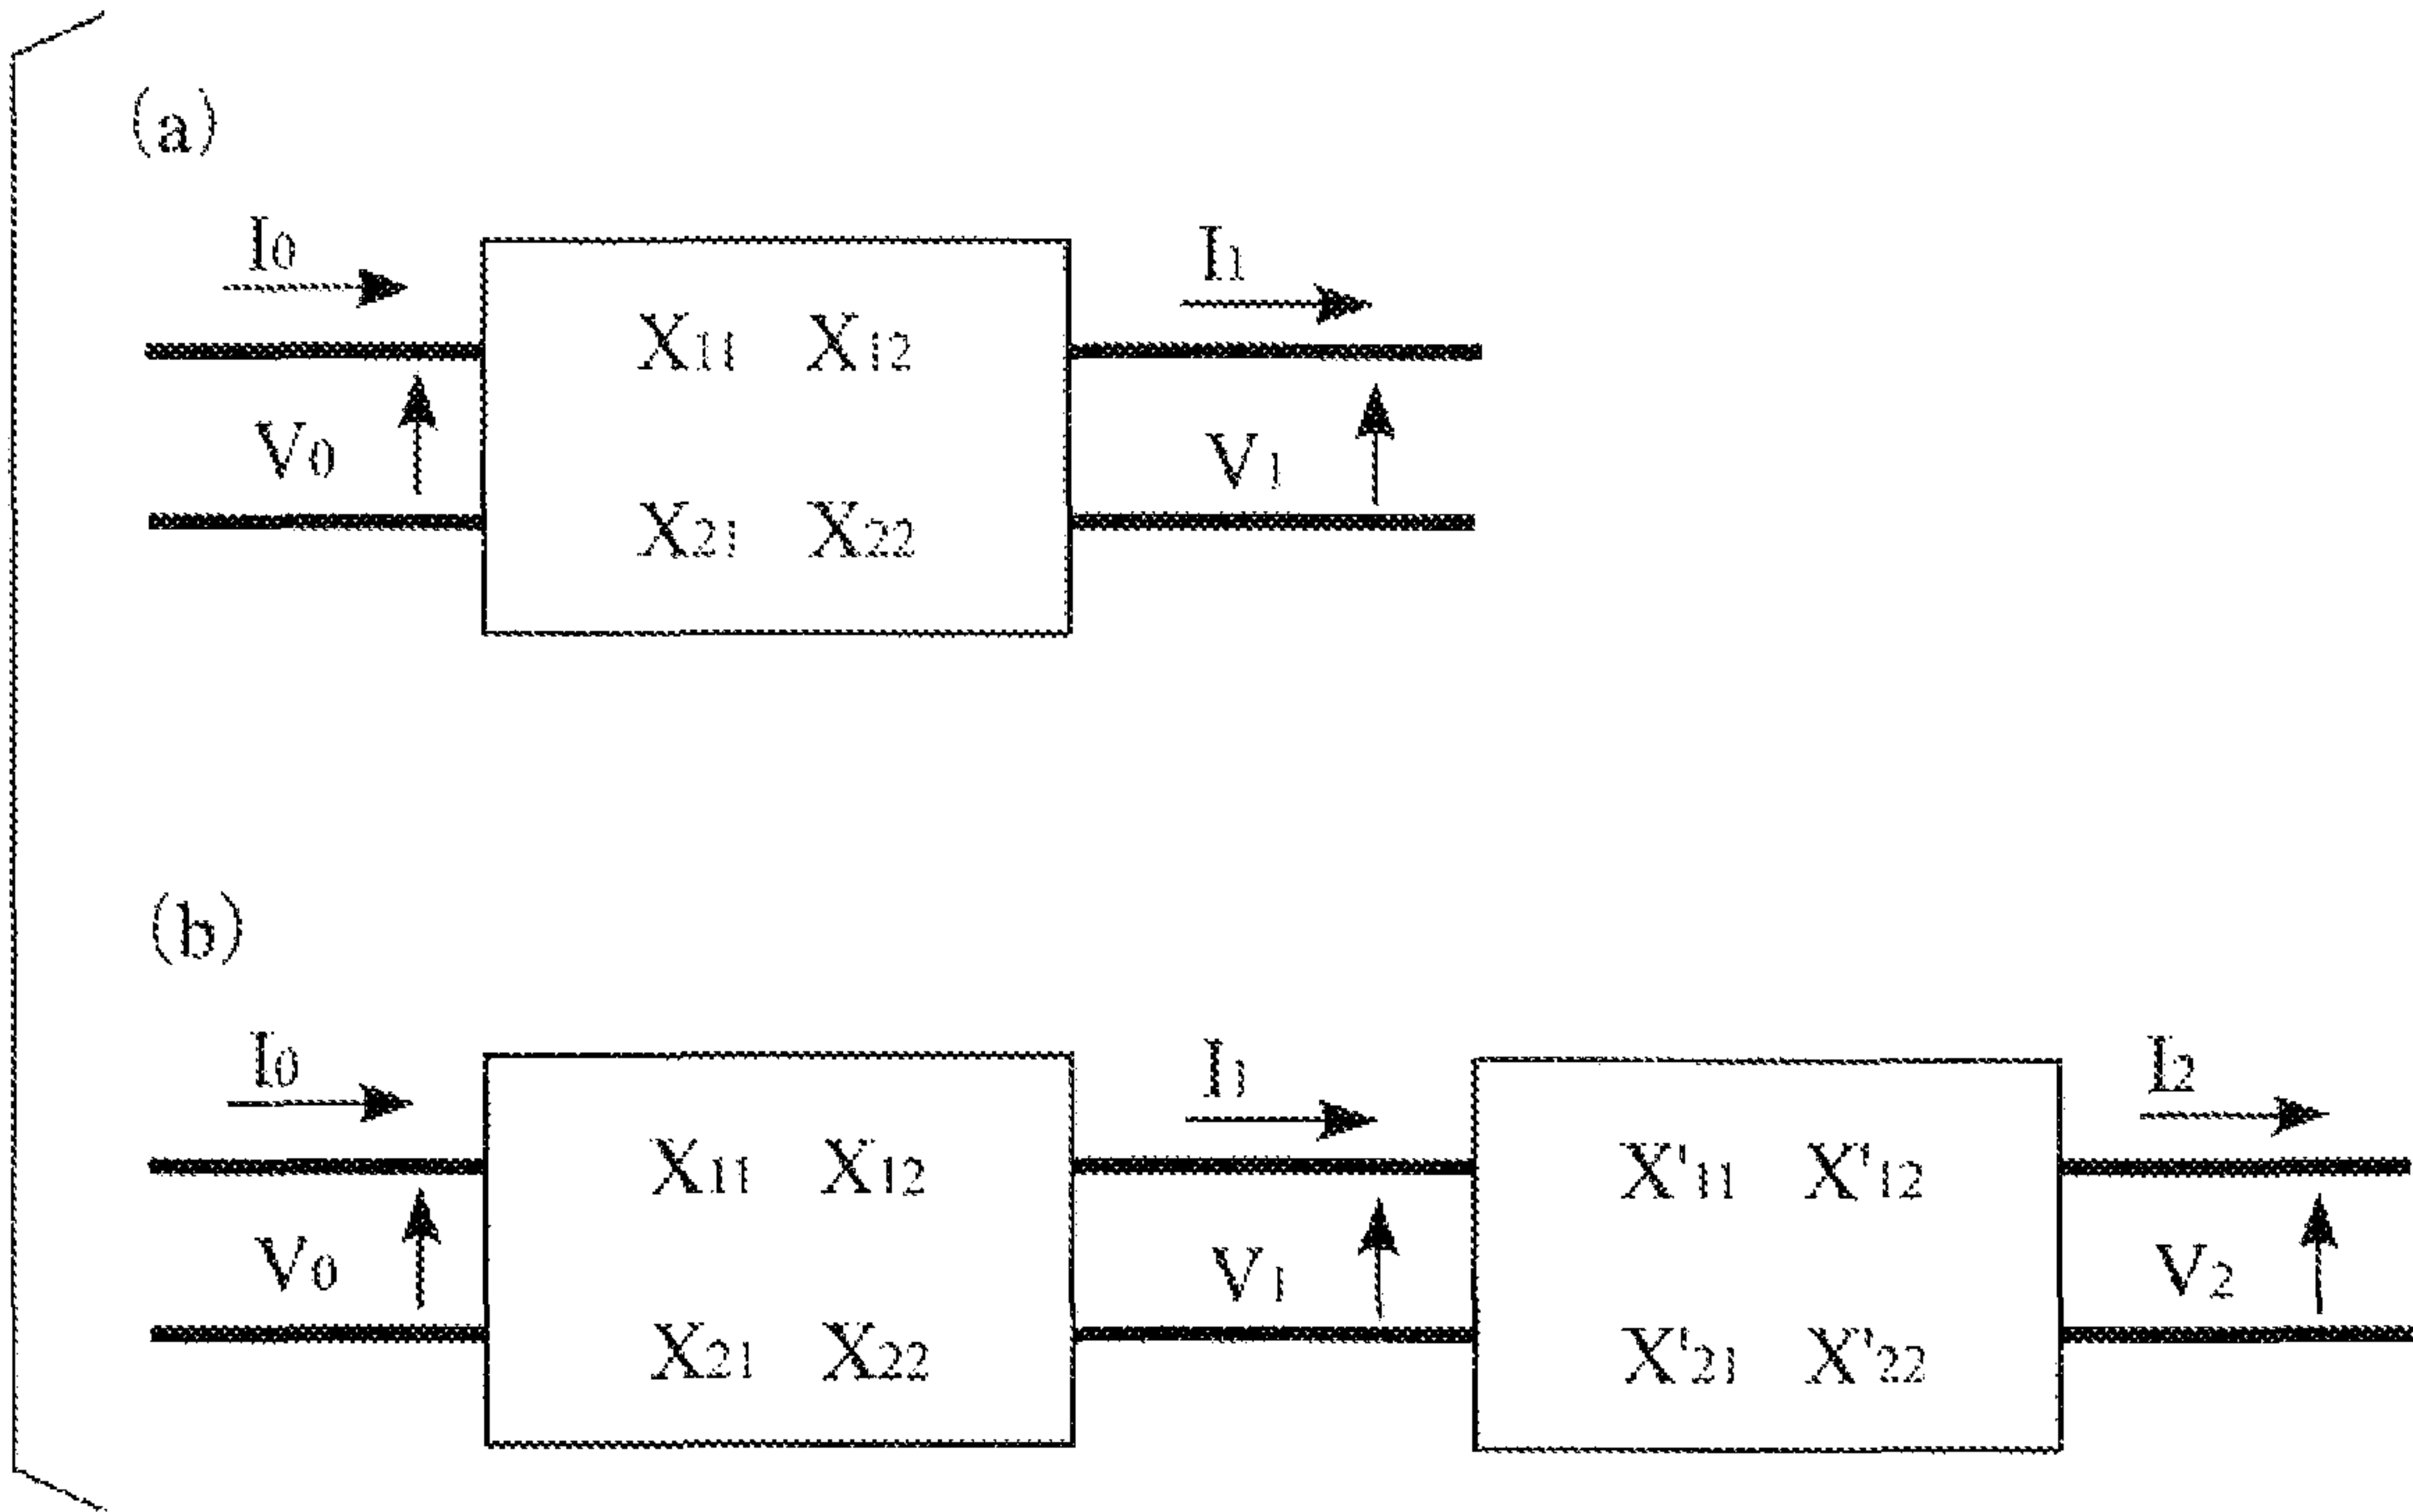 (a)
I0 I1
X11 X12
V0 V1
X21 X22
(b)
I0 I1 I2
X11 X12 X'11 X'12
V0 V1 V2
X21 X22 X'21 X'22